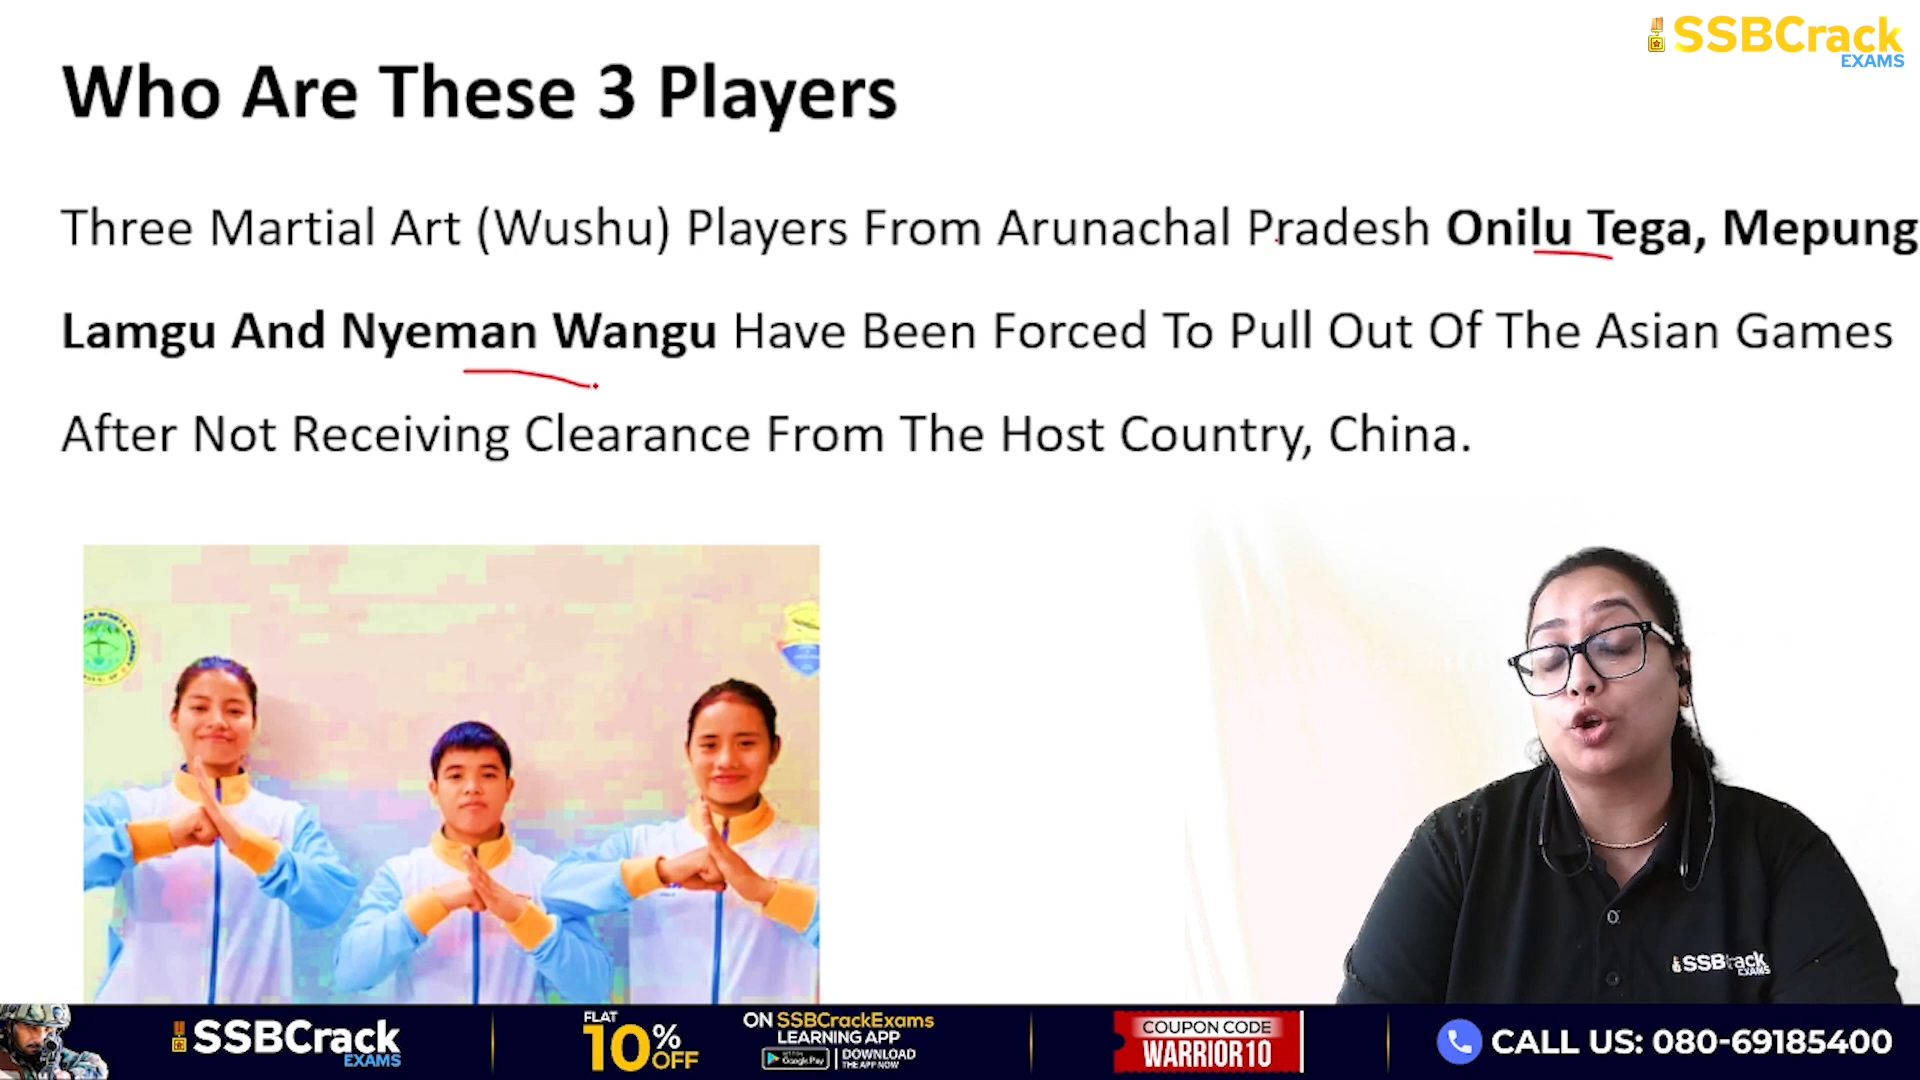 SSBCrack
EXAMS
Who Are These 3 Players
Three Martial Art (Wushu) Players From Arunachal Pradesh Onilu Tega, Mepung
Lamgu And Nyeman Wangu Have Been Forced To Pull Out Of The Asian Games
After Not Receiving Clearance From The Host Country, China.
SSBCrack
EXAMS
SSBCrack
EXAMS
FLAT
10% OFF
ON SSBCrackExams
LEARNING APP
Google Play
DOWNLOAD
THE APP NOW
COUPON CODE
WARRIOR10
CALL US: 080-69185400